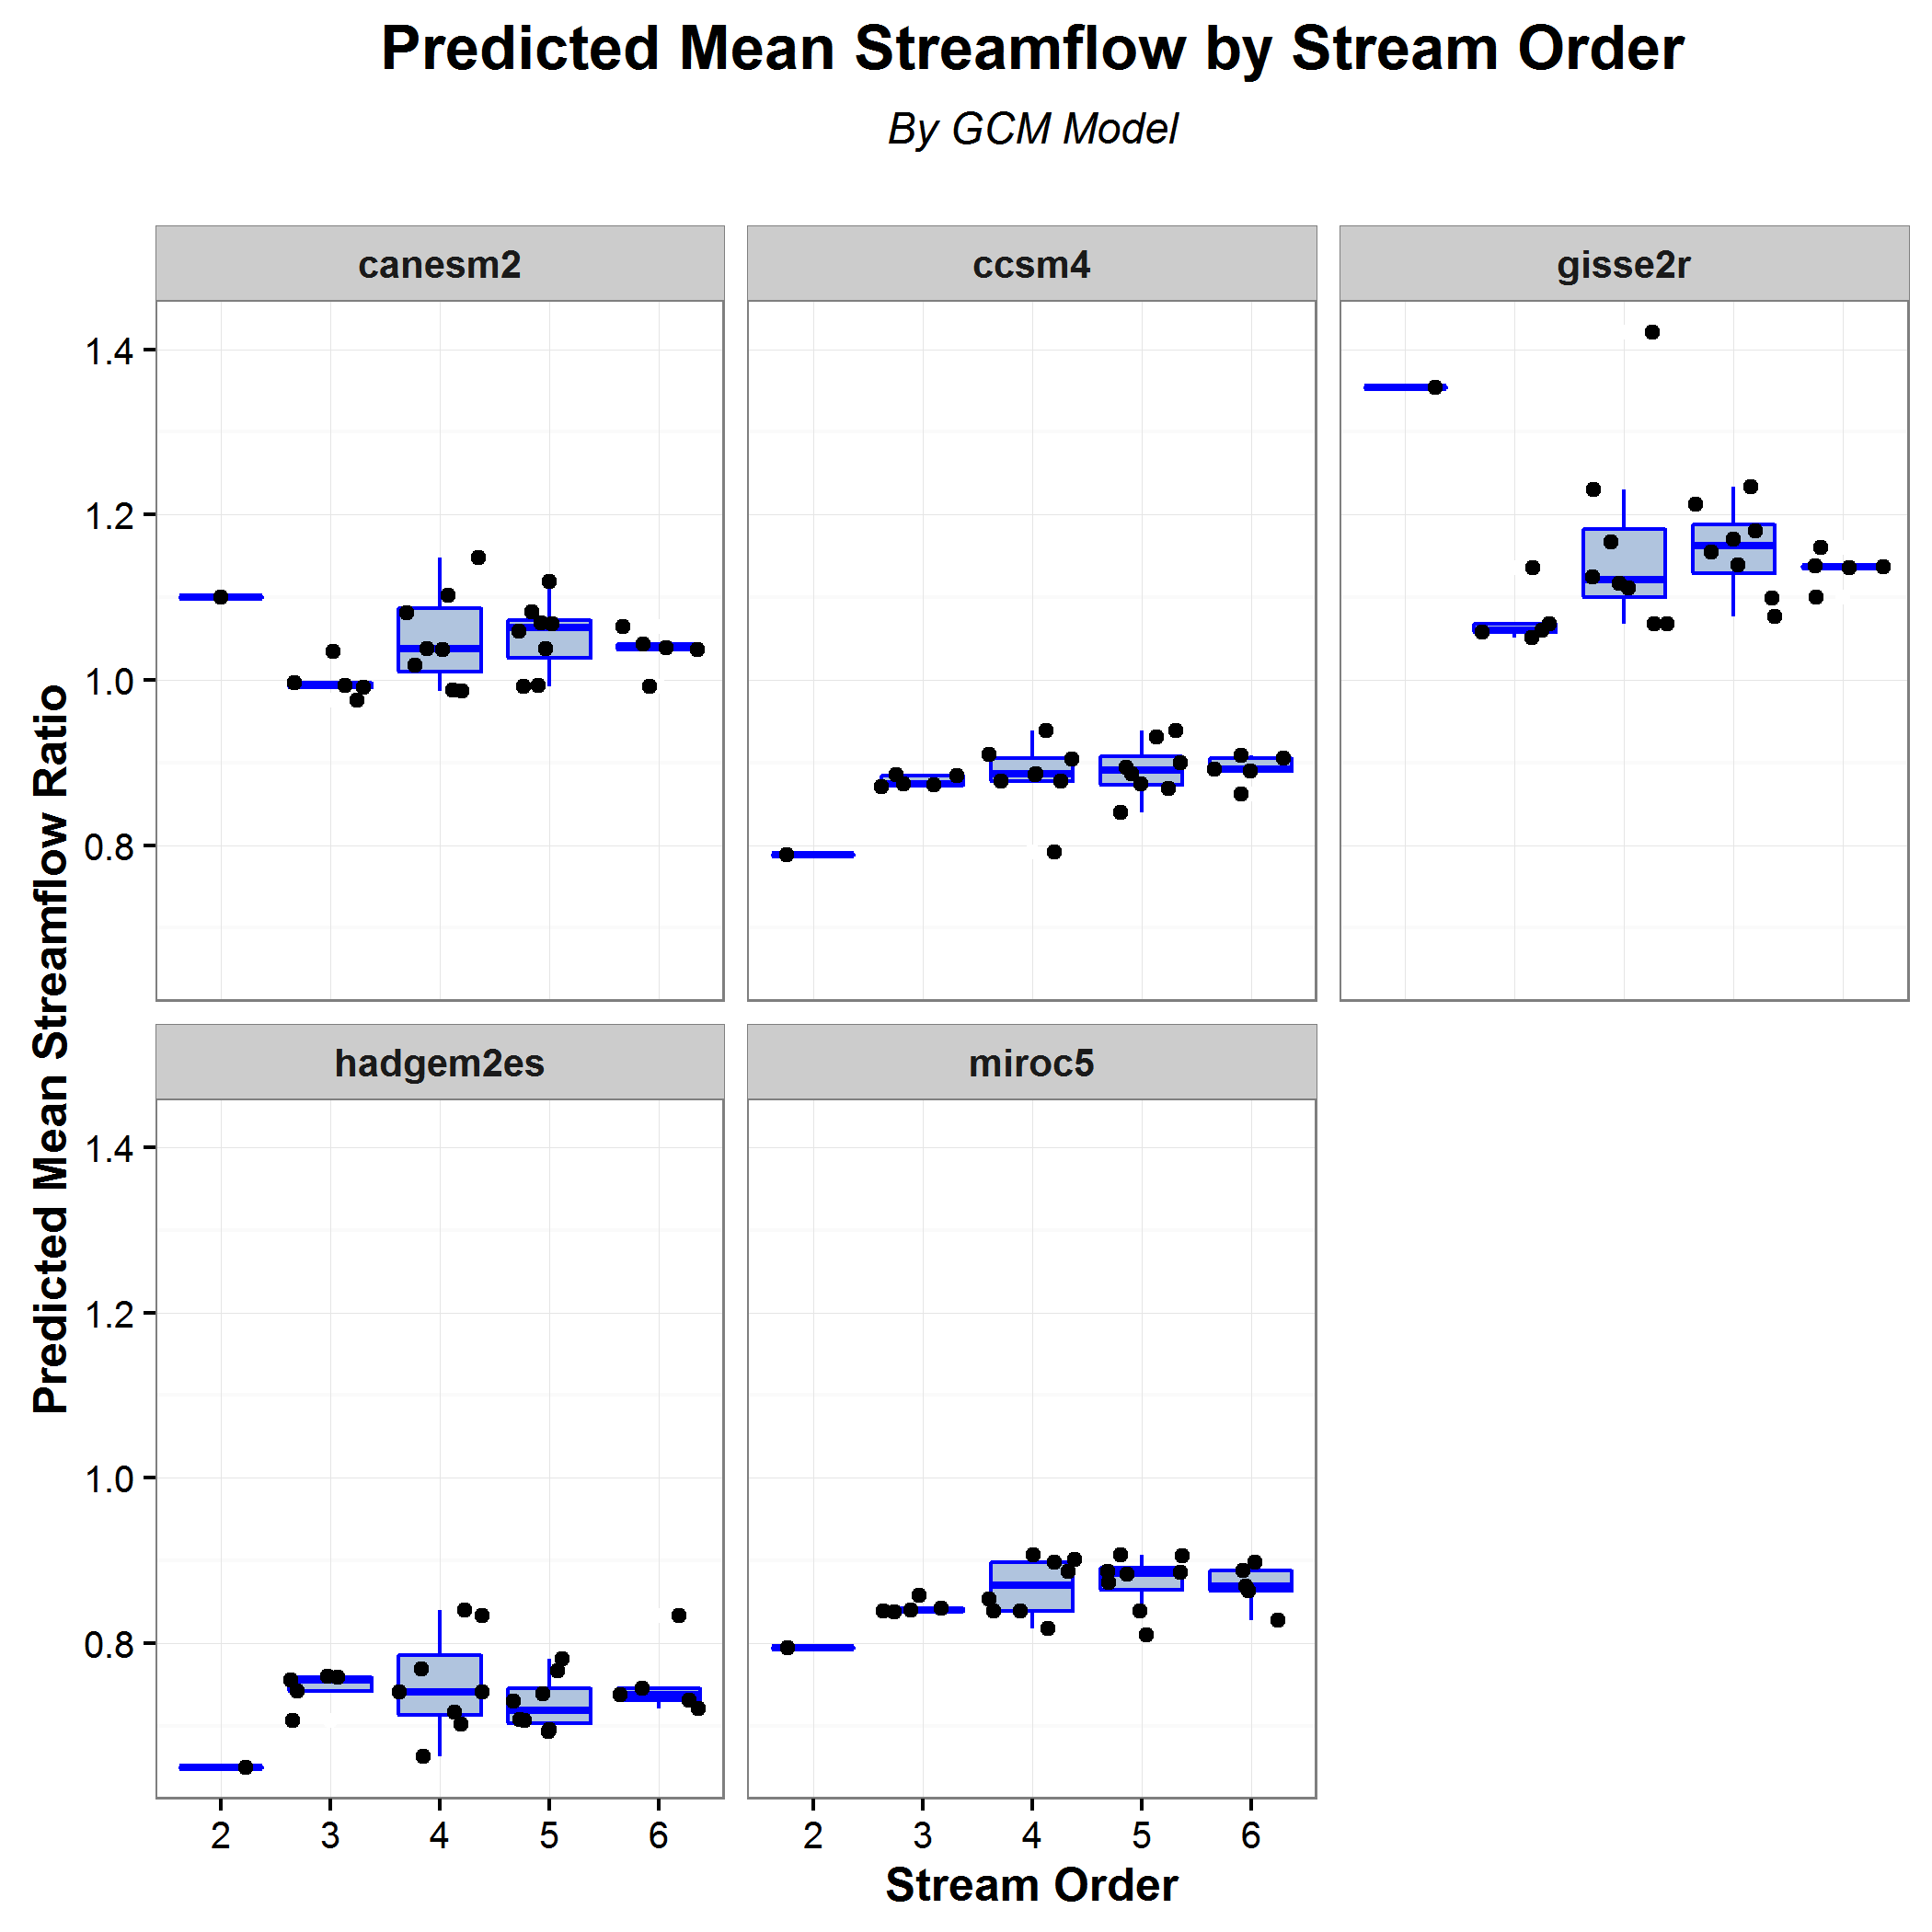 Predicted Mean Streamflow by Stream Order
By GCM Model
canesm2
ccsm4
gisse2r
1.4
1.2
1.0
0.8
Predicted Mean Streamflow Ratio
hadgem2es
miroc5
1.4
1.2
1.0
0.8
2 3 4 5 6
2 3 4 5 6
Stream Order